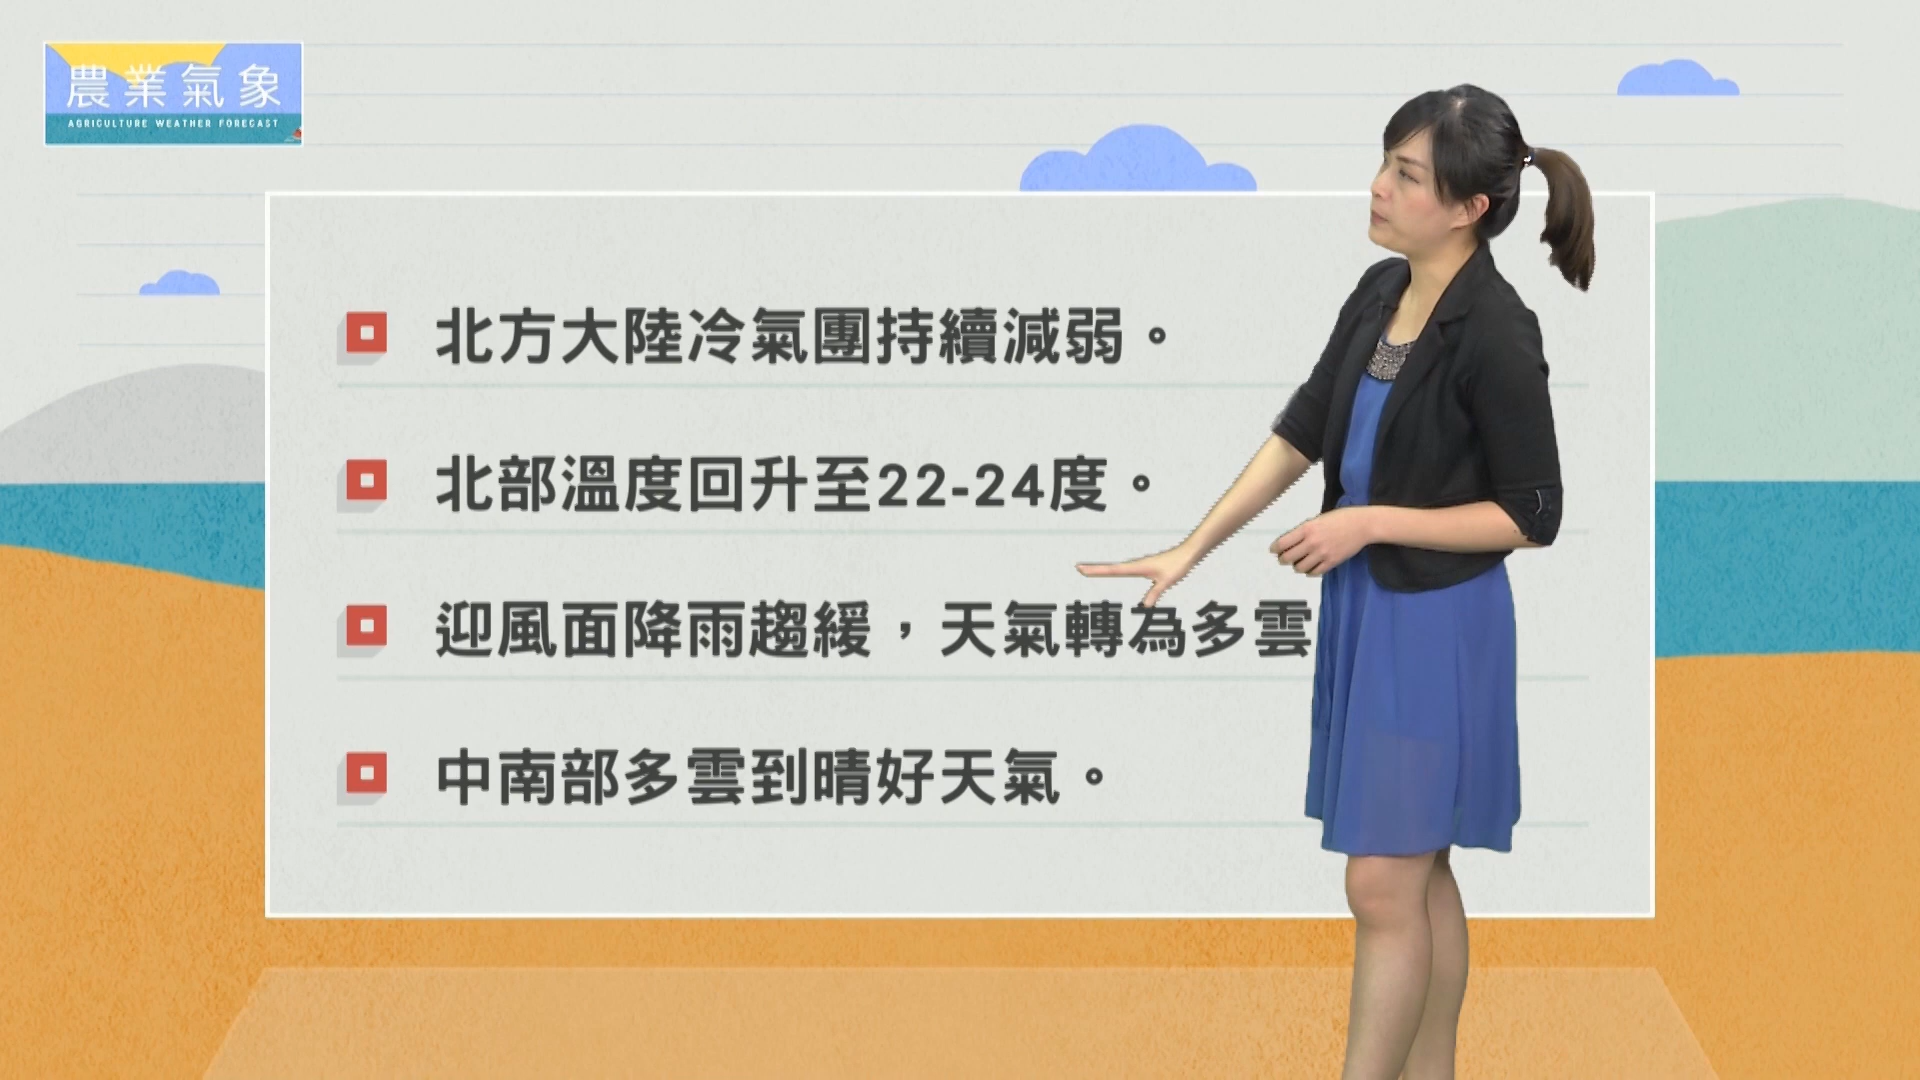 農業氣象
AGRICULTURE WEATHER FORECAST
北方大陸冷氣團持續減弱。
北部溫度回升至22-24度。
迎風面降雨趨緩，天氣轉為多雲
中南部多雲到晴好天氣。